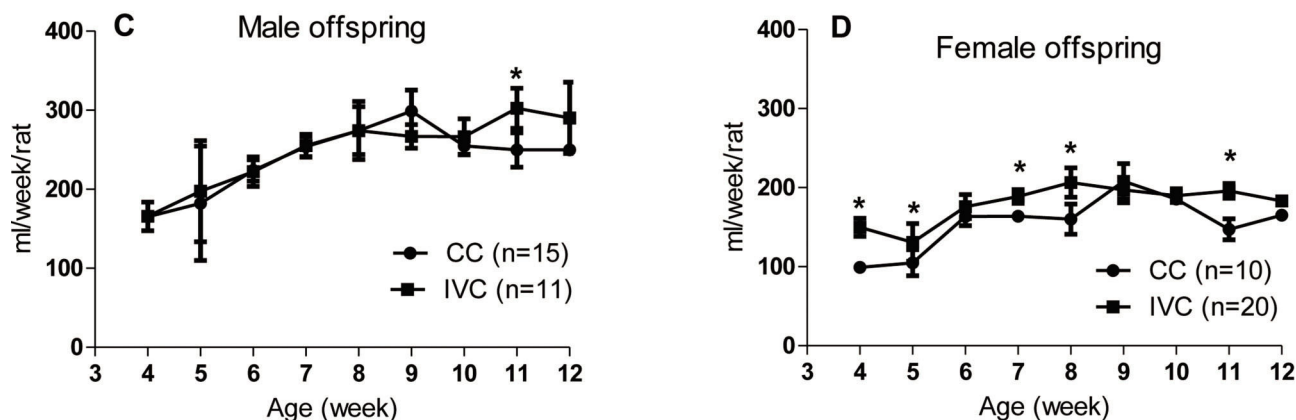 C Male offspring
ml/week/rat
400
300
200
100
0
*
CC (n=15)
IVC (n=11)
3 4 5 6 7 8 9 10 11 12
Age (week)
D Female offspring
ml/week/rat
400
300
200
100
0
* * * * *
CC (n=10)
IVC (n=20)
3 4 5 6 7 8 9 10 11 12
Age (week)